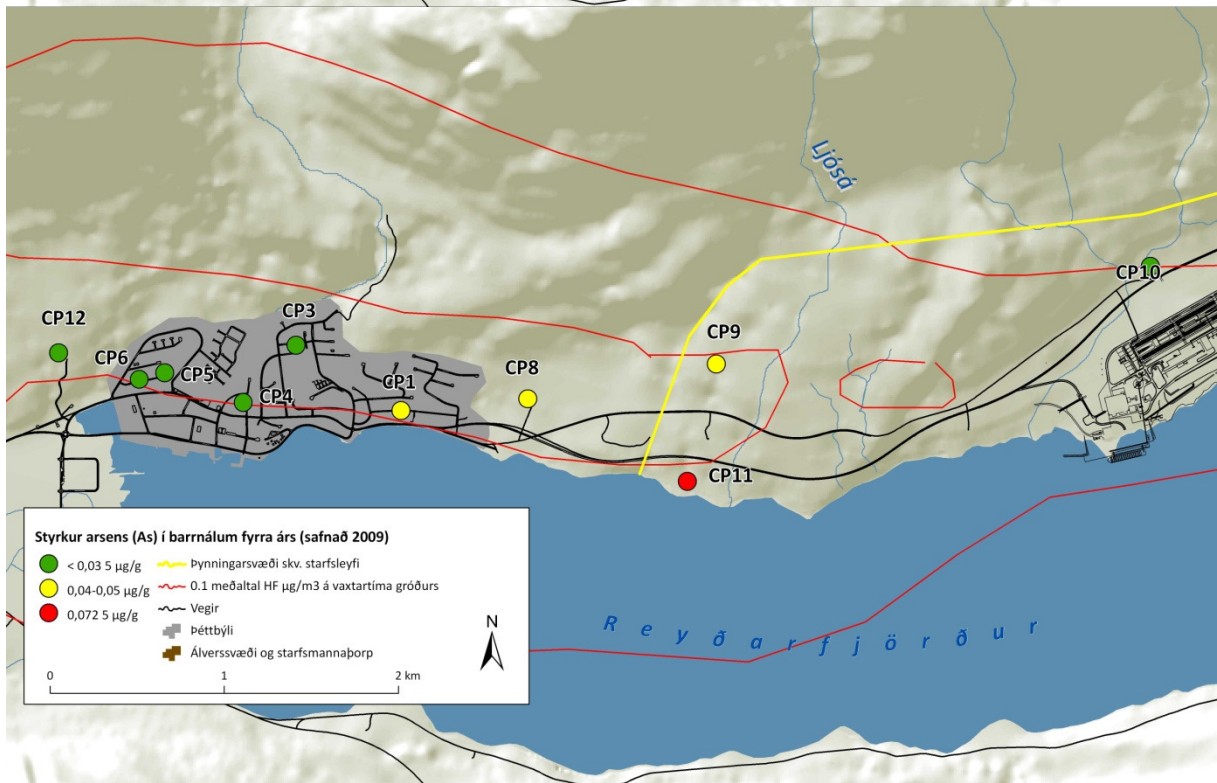 Ljósá
CP10
CP12
CP3
CP9
CP6
CP5
CP8
CP1
CP4
CP11
Styrkur arsens (As) í barrnálum fyrra árs (safnað 2009)
< 0,03 5 µg/g
0,04-0,05 µg/g
0,072 5 µg/g
Þynningarsvæði skv. starfsleyfi
0.1 meðaltal HF µg/m3 á vaxtartíma gróðurs
Vegir
Þéttbýli
Álverssvæði og starfsmannaþorp
N
0 1 2 km
Reyðarfjörður